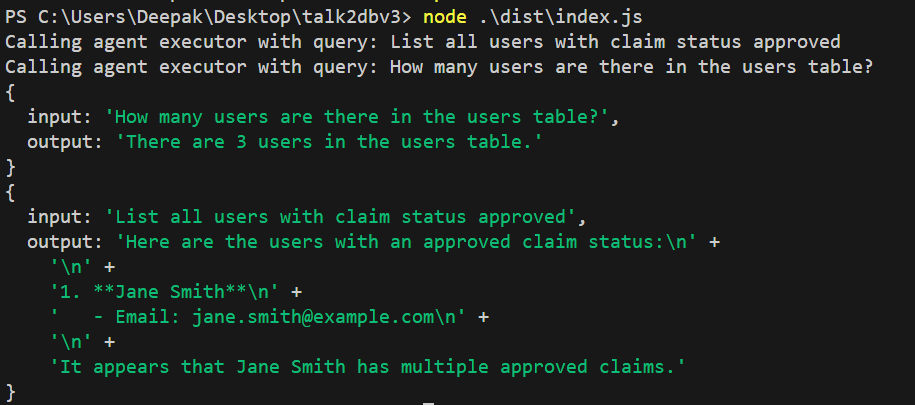 PS C:\Users\Deepak\Desktop\talk2dbv3> node .\dist\index.js
Calling agent executor with query: List all users with claim status approved
Calling agent executor with query: How many users are there in the users table?
{
  input: 'How many users are there in the users table?',
  output: 'There are 3 users in the users table.'
}
{
  input: 'List all users with claim status approved',
  output: 'Here are the users with an approved claim status:\n' +
    '\n' +
    '1. **Jane Smith**\n' +
    '   - Email: jane.smith@example.com\n' +
    '\n' +
    'It appears that Jane Smith has multiple approved claims.'
}